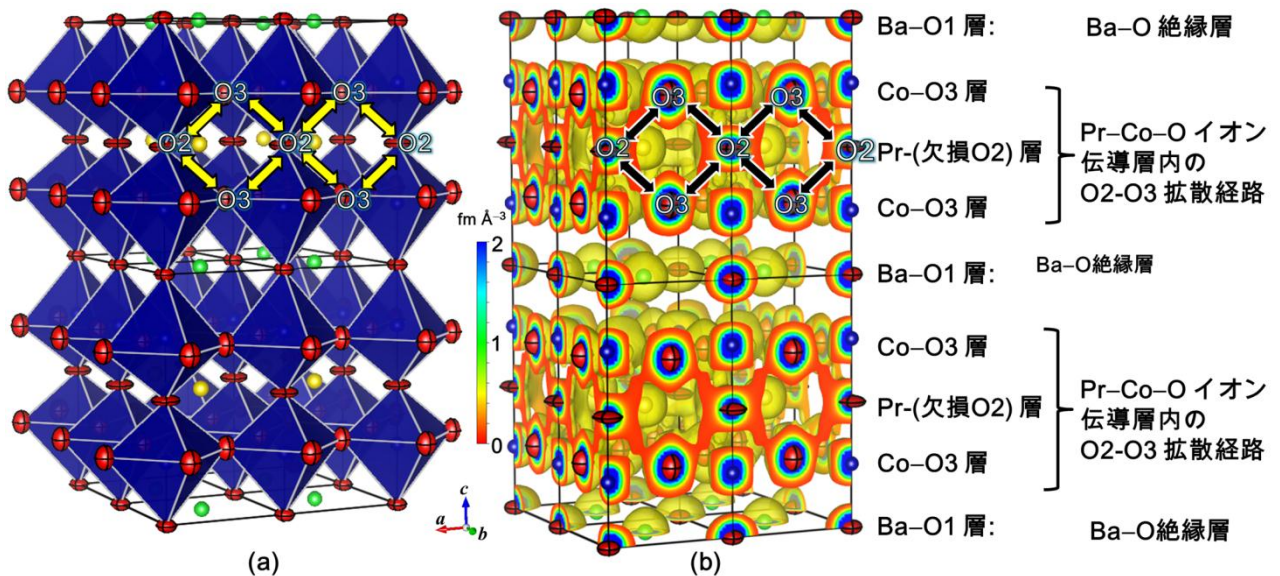 O3
O3
O2
O2
O2
O3
O3
fm Å⁻³
2
1
0
c
a
b
(a)
O3
O3
O2
O2
O2
O3
O3
(b)
Ba–O1 層: Ba–O 絶縁層
Co–O3 層
Pr-(欠損O2) 層
Co–O3 層
Pr–Co–O イオン
伝導層内の
O2-O3 拡散経路
Ba–O1 層: Ba–O絶縁層
Co–O3 層
Pr-(欠損O2) 層
Co–O3 層
Pr–Co–O イオン
伝導層内の
O2-O3 拡散経路
Ba–O1 層: Ba–O絶縁層